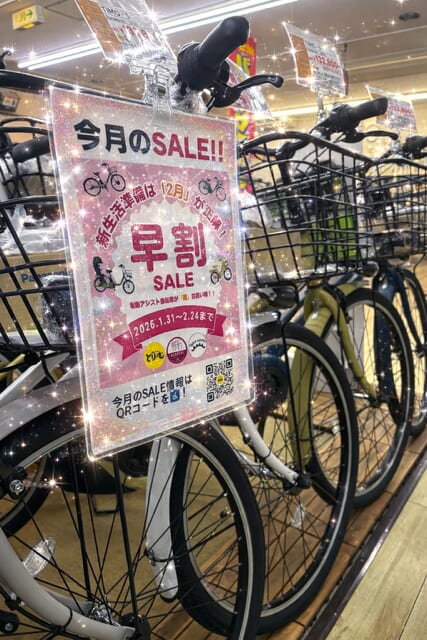 今月のSALE!!
新生活準備は「2月」が正解!!
早割
SALE
電動アシスト自転車が「超」お買い得!!
2026.1.31〜2.24まで
今月のSALE情報は
QRコードを!